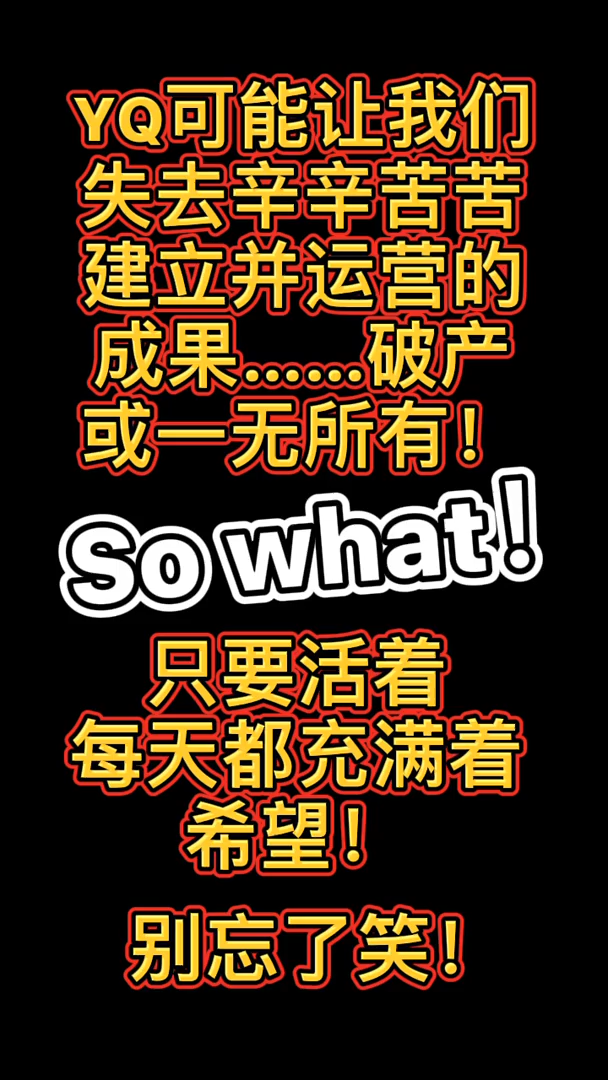 YQ可能让我们
失去辛辛苦苦
建立并运营的
成果……破产
或一无所有！
So what！
只要活着
每天都充满着
希望！
别忘了笑！